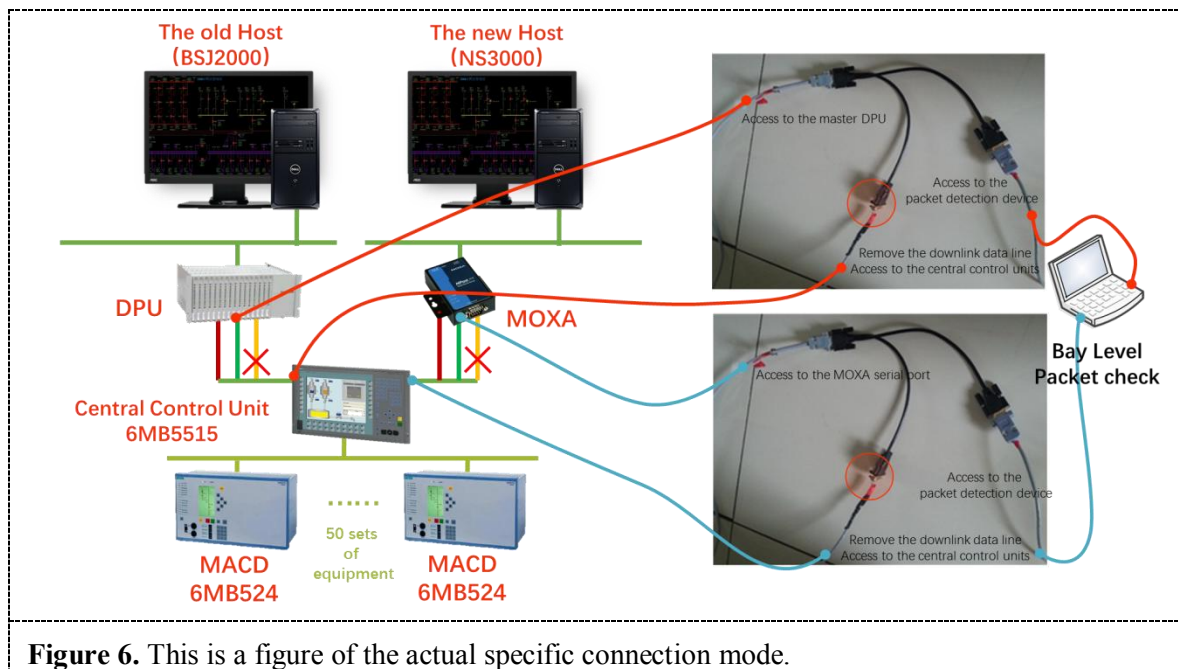 The old Host
(BSJ2000)
The new Host
(NS3000)
Access to the master DPU
Access to the
packet detection device
Remove the downlink data line
Access to the central control units
DPU
MOXA
Access to the MOXA serial port
Bay Level
Packet check
Central Control Unit
6MB5515
Access to the
packet detection device
Remove the downlink data line
Access to the central control units
50 sets
of
equipment
MACD
6MB524
MACD
6MB524
Figure 6. This is a figure of the actual specific connection mode.